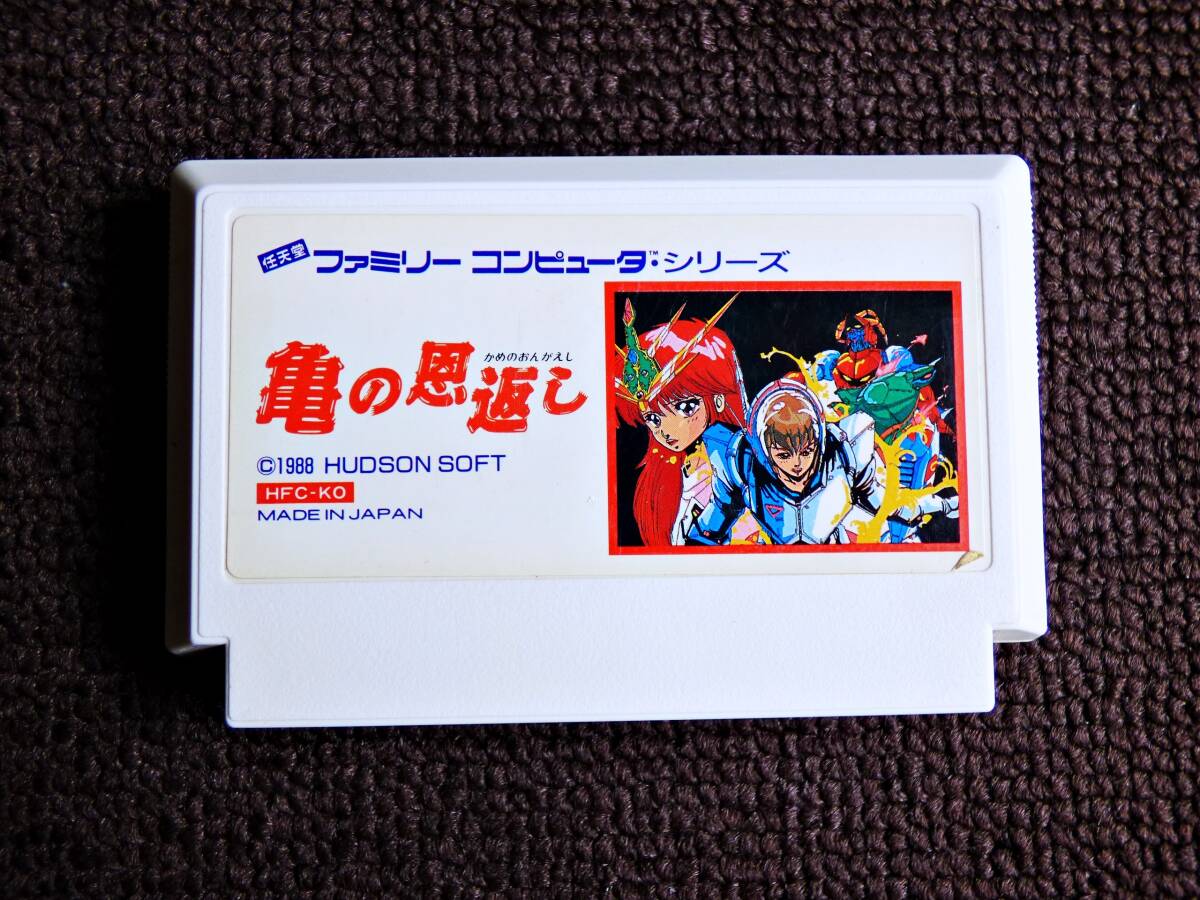 任天堂 ファミリー コンピュータ™・シリーズ
かめのおんがえし
亀の恩返し
©1988 HUDSON SOFT
HFC-KO
MADE IN JAPAN